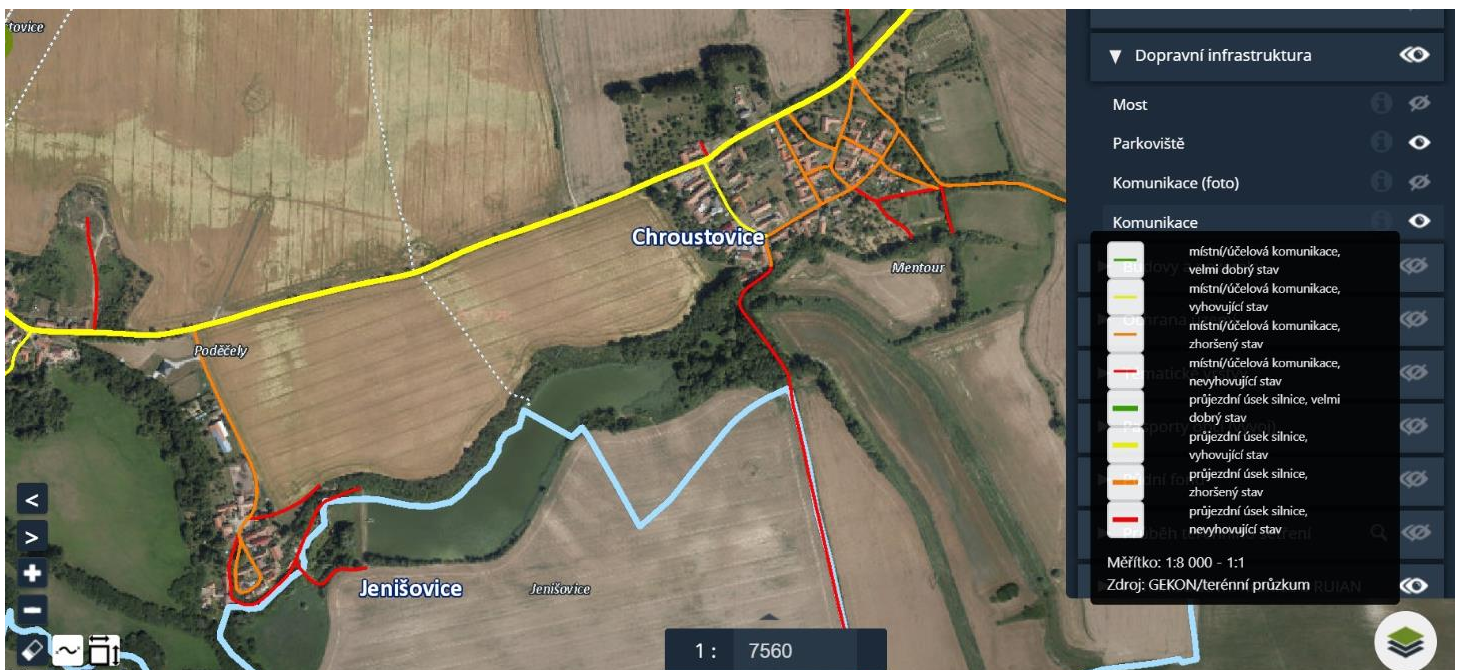 tovice
Chroustovice
Mentour
Poděčely
Jenišovice
Jenišovice
<
>
+
−
1 : 7560
▼ Dopravní infrastruktura
Most
Parkoviště
Komunikace (foto)
Komunikace
místní/účelová komunikace,
velmi dobrý stav
místní/účelová komunikace,
vyhovující stav
místní/účelová komunikace,
zhoršený stav
místní/účelová komunikace,
nevyhovující stav
průjezdní úsek silnice, velmi
dobrý stav
průjezdní úsek silnice,
vyhovující stav
průjezdní úsek silnice,
zhoršený stav
průjezdní úsek silnice,
nevyhovující stav
Měřítko: 1:8 000 - 1:1
Zdroj: GEKON/terénní průzkum
RUIAN